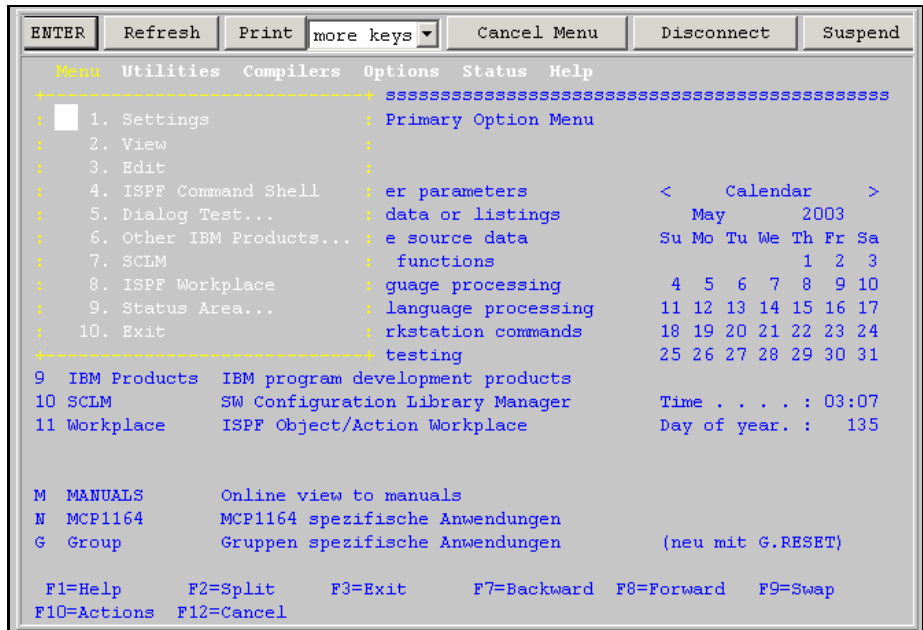 ENTER Refresh Print more keys Cancel Menu Disconnect Suspend
Menu Utilities Compilers Options Status Help
+------------------------------+ ssssssssssssssssssssssssssssssssssssssssssssss
: 1. Settings : Primary Option Menu
: 2. View :
: 3. Edit :
: 4. ISPF Command Shell : er parameters < Calendar >
: 5. Dialog Test... : data or listings May 2003
: 6. Other IBM Products... : e source data Su Mo Tu We Th Fr Sa
: 7. SCLM : functions 1 2 3
: 8. ISPF Workplace : guage processing 4 5 6 7 8 9 10
: 9. Status Area... : language processing 11 12 13 14 15 16 17
: 10. Exit : rkstation commands 18 19 20 21 22 23 24
+------------------------------+ testing 25 26 27 28 29 30 31
9 IBM Products IBM program development products
10 SCLM SW Configuration Library Manager Time . . . . : 03:07
11 Workplace ISPF Object/Action Workplace Day of year. : 135
M MANUALS Online view to manuals
N MCP1164 MCP1164 spezifische Anwendungen
G Group Gruppen spezifische Anwendungen (neu mit G.RESET)
F1=Help F2=Split F3=Exit F7=Backward F8=Forward F9=Swap
F10=Actions F12=Cancel